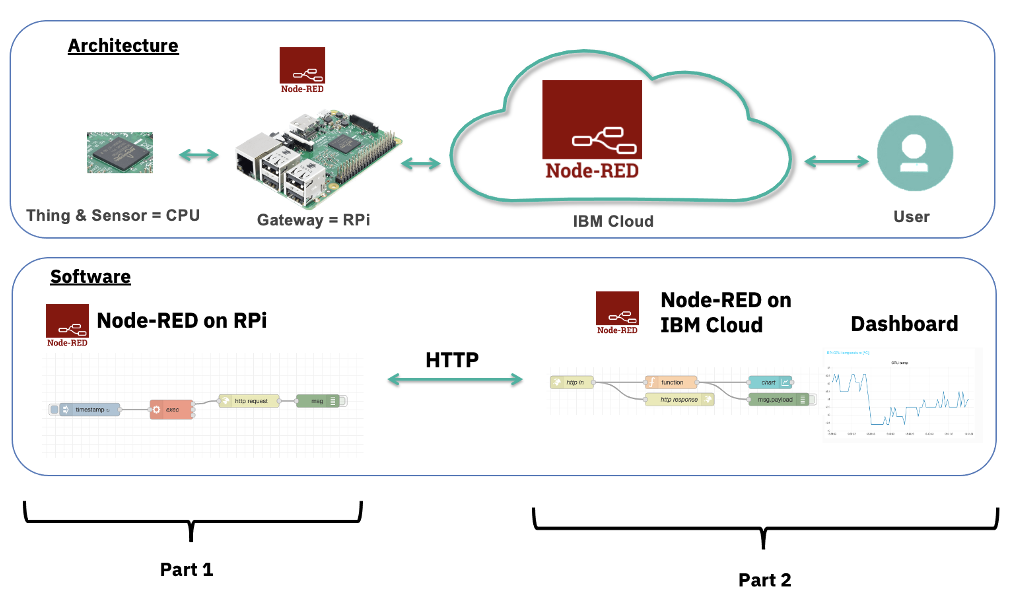 Architecture
Node-RED
Node-RED
Thing & Sensor = CPU
Gateway = RPi
IBM Cloud
User
Software
Node-RED
Node-RED on RPi
HTTP
Node-RED
Node-RED on
IBM Cloud
Dashboard
timestamp
exec
http request
msg
http in
function
chart
http response
msg.payload
Part 1
Part 2